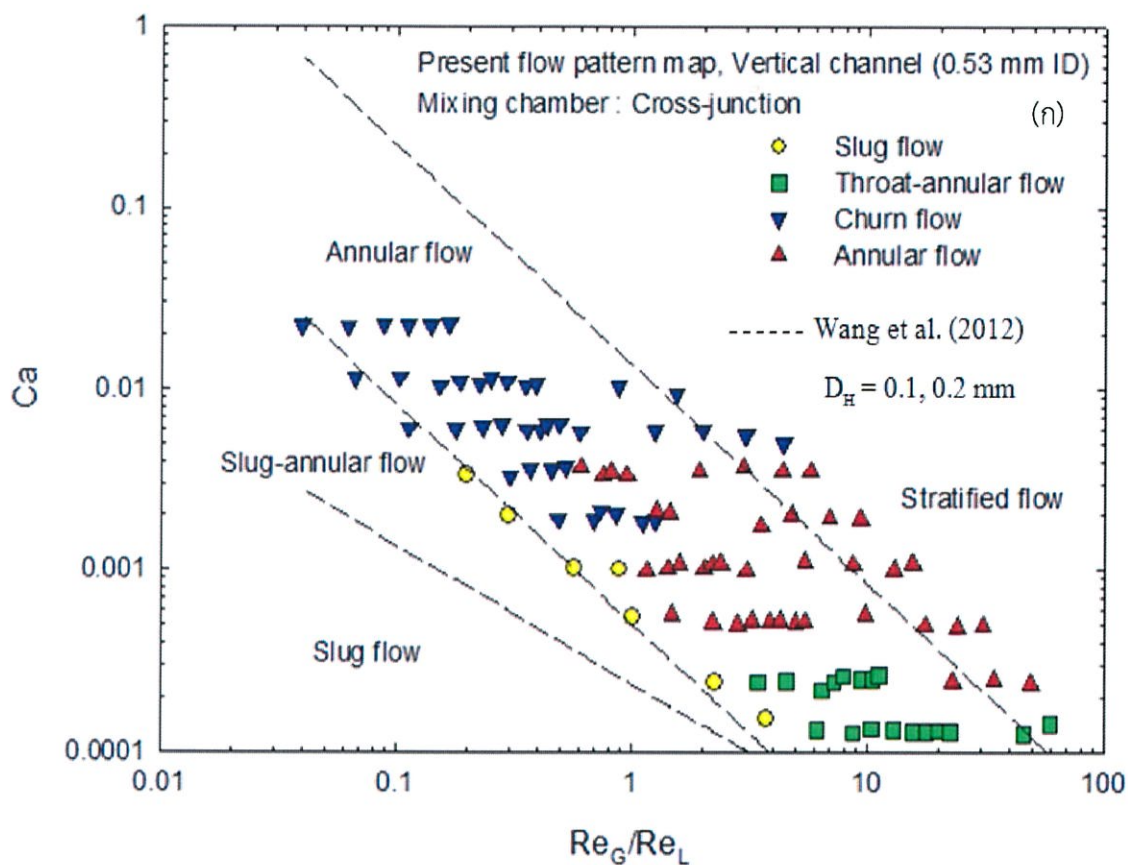 Present flow pattern map, Vertical channel (0.53 mm ID)
Mixing chamber : Cross-junction
(ก)
Slug flow
Throat-annular flow
Churn flow
Annular flow
Wang et al. (2012)
D_H = 0.1, 0.2 mm
Annular flow
Slug-annular flow
Slug flow
Stratified flow
Ca
1
0.1
0.01
0.001
0.0001
0.01
0.1
1
10
100
Re_G/Re_L